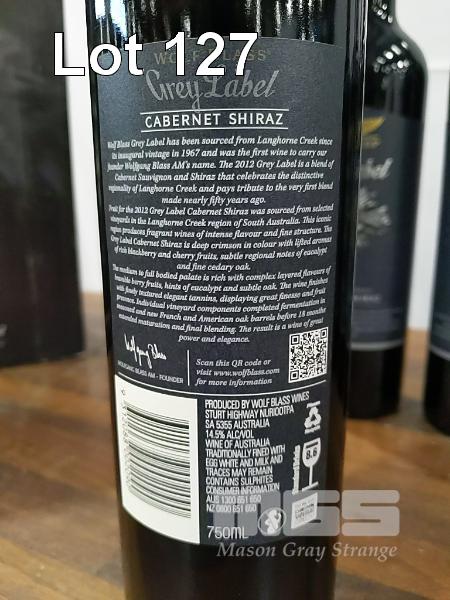 Lot 127
WOLF BLASS
Grey Label
CABERNET SHIRAZ
Wolf Blass Grey Label has been sourced from Langhorne Creek since
its inaugural vintage in 1967 and was the first wine to carry our
founder Wolfgang Blass AM's name. The 2012 Grey Label is a blend of
Cabernet Sauvignon and Shiraz that celebrates the distinctive
regionality of Langhorne Creek and pays tribute to the very first blend
made nearly fifty years ago.
Fruit for the 2012 Grey Label Cabernet Shiraz was sourced from selected
vineyards in the Langhorne Creek region of South Australia. This iconic
region produces fragrant wines of intense flavour and fine structure. The
Grey Label Cabernet Shiraz is deep crimson in colour with lifted aromas
of rich blackberry and cherry fruits, subtle regional notes of eucalypt
and fine cedary oak.
The medium to full bodied palate is rich with complex layered flavours of
bramble berry fruits, hints of eucalypt and subtle oak. The wine finishes
with finely textured elegant tannins, displaying great finesse and fruit
presence. Individual vineyard components completed fermentation in
seasoned and new French and American oak barrels before 18 months
extended maturation and final blending. The result is a wine of great
power and elegance.
Wolfgang Blass
WOLFGANG BLASS AM - FOUNDER
Scan this QR code or
visit www.wolfblass.com
for more information
PRODUCED BY WOLF BLASS WINES
STURT HIGHWAY NURIOOTPA
SA 5355 AUSTRALIA
14.5% ALC/VOL
WINE OF AUSTRALIA
TRADITIONALLY FINED WITH
EGG WHITE AND MILK AND
TRACES MAY REMAIN
CONTAINS SULPHITES
CONSUMER INFORMATION
AUS 1300 651 650
NZ 0800 651 650
750ML
8.6
MGS
Mason Gray Strange